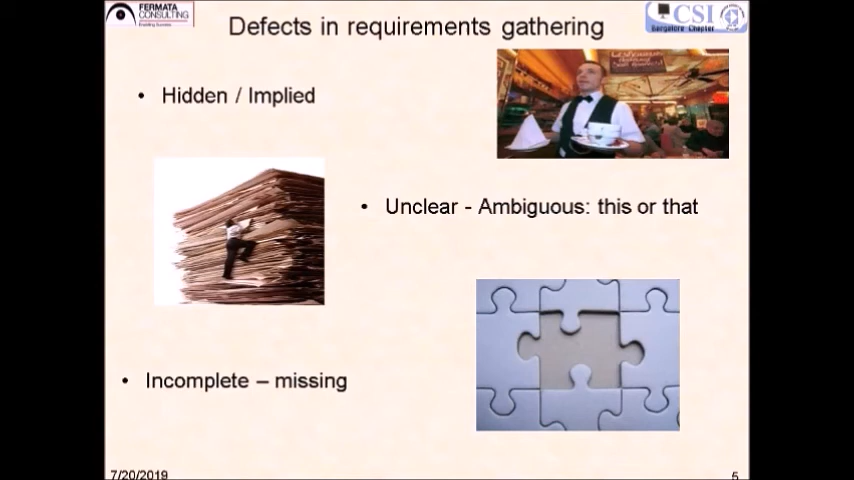 FERMATA
CONSULTING
CSI
Bangalore Chapter
Defects in requirements gathering
• Hidden / Implied
• Unclear - Ambiguous: this or that
• Incomplete – missing
7/20/2019
5